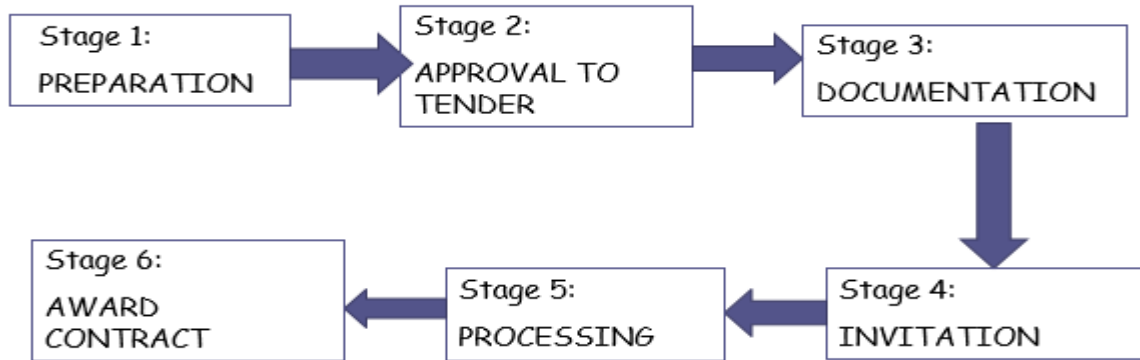 Stage 1:
PREPARATION
Stage 2:
APPROVAL TO
TENDER
Stage 3:
DOCUMENTATION
Stage 4:
INVITATION
Stage 5:
PROCESSING
Stage 6:
AWARD
CONTRACT